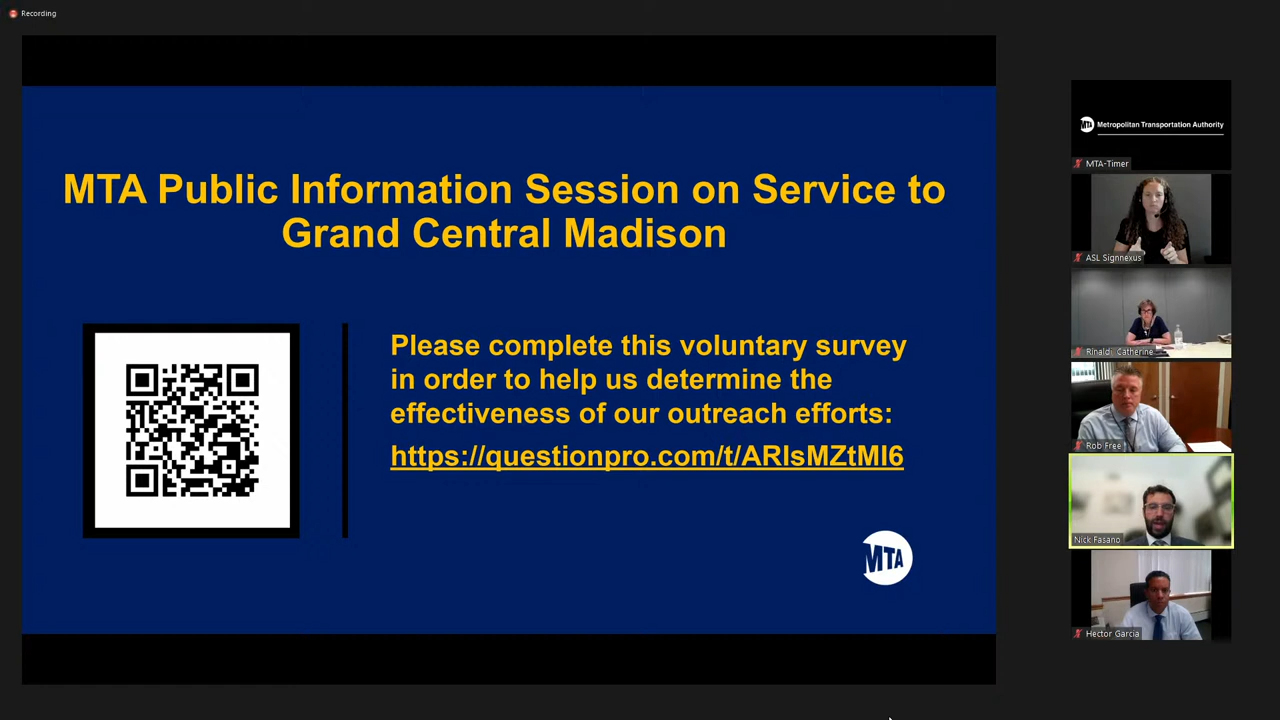 Recording
MTA Public Information Session on Service to
Grand Central Madison
Please complete this voluntary survey
in order to help us determine the
effectiveness of our outreach efforts:
https://questionpro.com/t/ARIsMZtMI6
MTA
MTA Metropolitan Transportation Authority
MTA-Timer
ASL Signnexus
Rinaldi Catherine
Rob Free
Nick Fasano
Hector Garcia